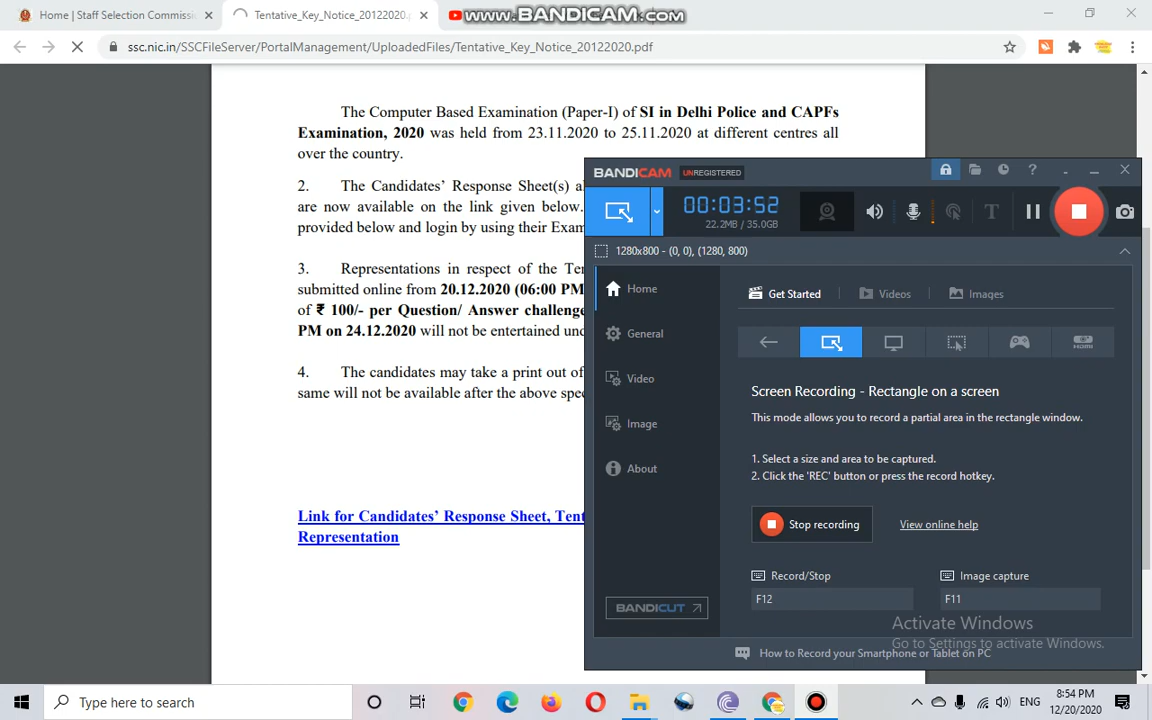 Home | Staff Selection Commissi
Tentative_Key_Notice_20122020.p
www.BANDICAM.com
ssc.nic.in/SSCFileServer/PortalManagement/UploadedFiles/Tentative_Key_Notice_20122020.pdf
The Computer Based Examination (Paper-I) of SI in Delhi Police and CAPFs
Examination, 2020 was held from 23.11.2020 to 25.11.2020 at different centres all
over the country.
2. The Candidates' Response Sheet(s) al
are now available on the link given below.
provided below and login by using their Exam
3. Representations in respect of the Ten
submitted online from 20.12.2020 (06:00 PM
of ₹ 100/- per Question/ Answer challenge
PM on 24.12.2020 will not be entertained und
4. The candidates may take a print out of
same will not be available after the above spec
Link for Candidates' Response Sheet, Tent
Representation
BANDICAM UNREGISTERED
00:03:52
22.2MB / 35.0GB
1280x800 - (0, 0), (1280, 800)
Home
General
Video
Image
About
BANDICUT
Get Started
Videos
Images
HDMI
Screen Recording - Rectangle on a screen
This mode allows you to record a partial area in the rectangle window.
1. Select a size and area to be captured.
2. Click the 'REC' button or press the record hotkey.
Stop recording
View online help
Record/Stop
Image capture
F12
F11
Activate Windows
Go to Settings to activate Windows.
How to Record your Smartphone or Tablet on PC
Type here to search
ENG
8:54 PM
12/20/2020